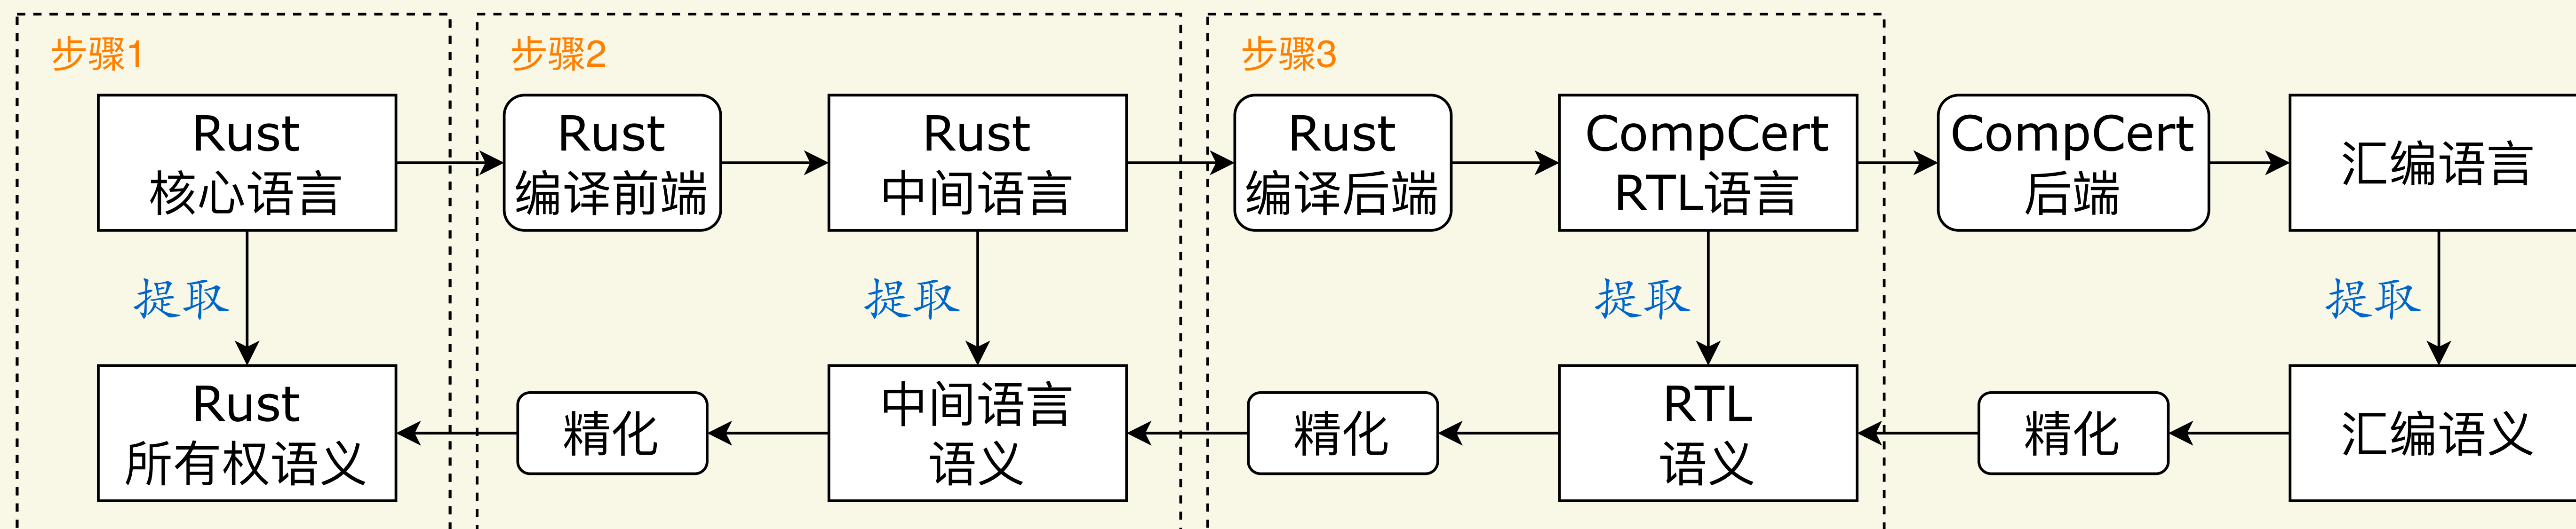 步骤1
步骤2
步骤3
Rust
核心语言
Rust
编译前端
Rust
中间语言
Rust
编译后端
CompCert
RTL语言
CompCert
后端
汇编语言
提取
提取
提取
提取
Rust
所有权语义
精化
中间语言
语义
精化
RTL
语义
精化
汇编语义